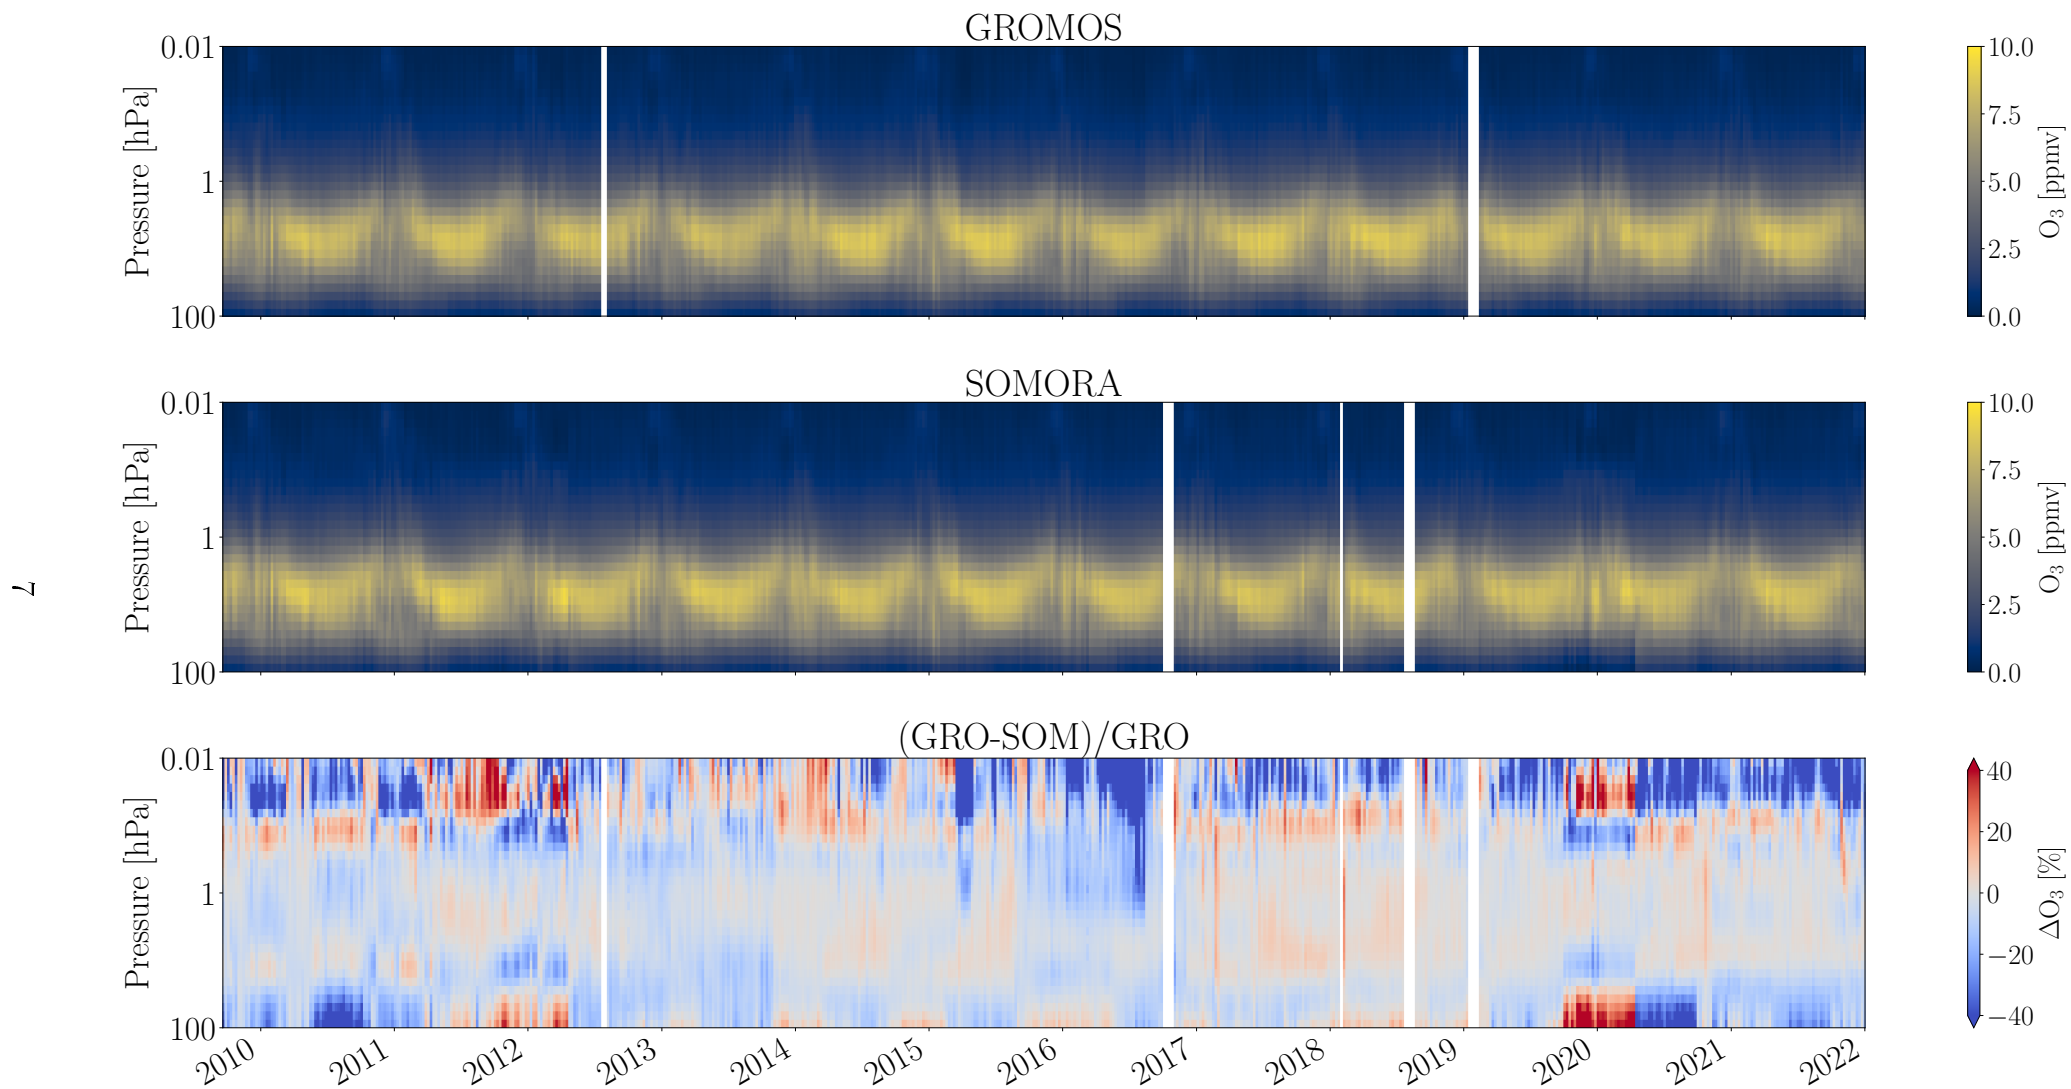 GROMOS
0.01
1
100
Pressure [hPa]
10.0
7.5
5.0
2.5
0.0
O₃ [ppmv]
SOMORA
0.01
1
100
Pressure [hPa]
10.0
7.5
5.0
2.5
0.0
O₃ [ppmv]
7
(GRO-SOM)/GRO
0.01
1
100
Pressure [hPa]
40
20
0
−20
−40
ΔO₃ [%]
2010 2011 2012 2013 2014 2015 2016 2017 2018 2019 2020 2021 2022